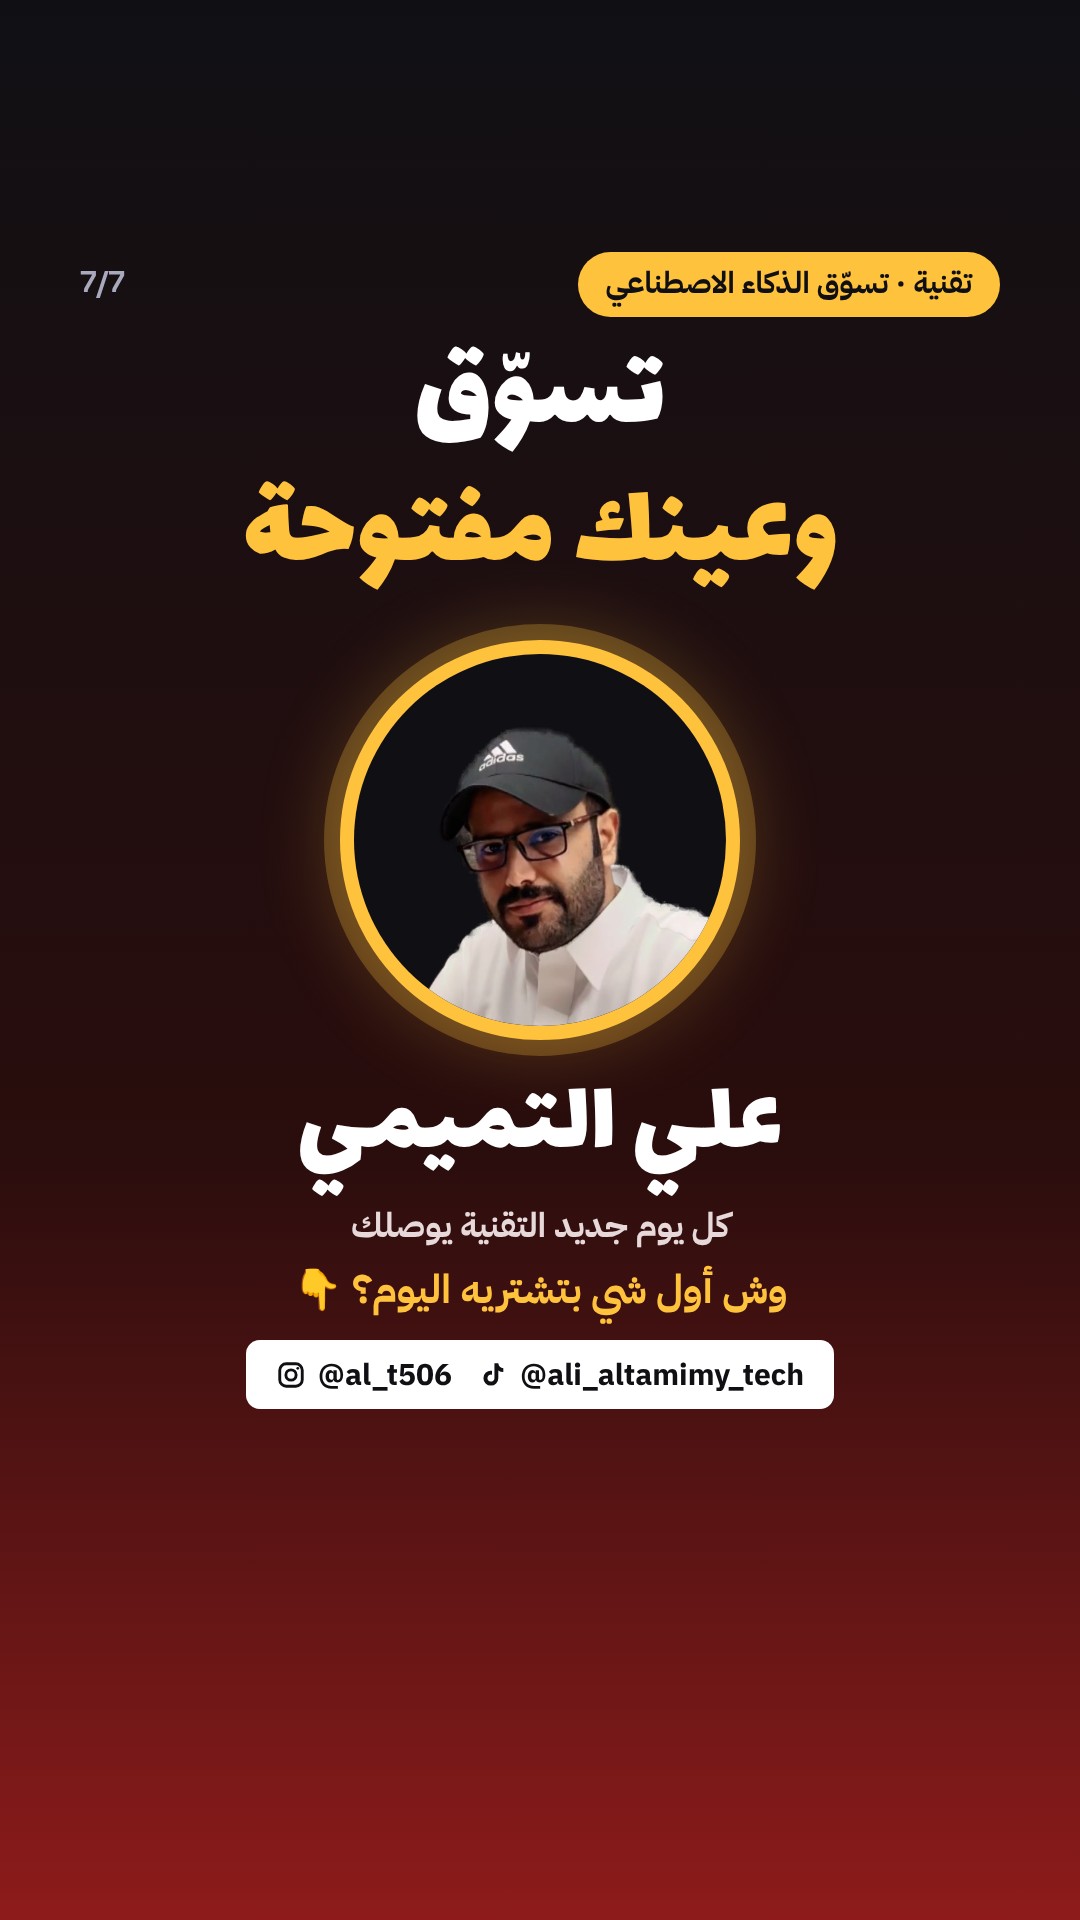 تقنية · تسوّق الذكاء الاصطناعي
7/7
تسوّق
وعينك مفتوحة
adidas
علي التميمي
كل يوم جديد التقنية يوصلك
وش أول شي بتشتريه اليوم؟ 👇
@al_t506 @ali_altamimy_tech